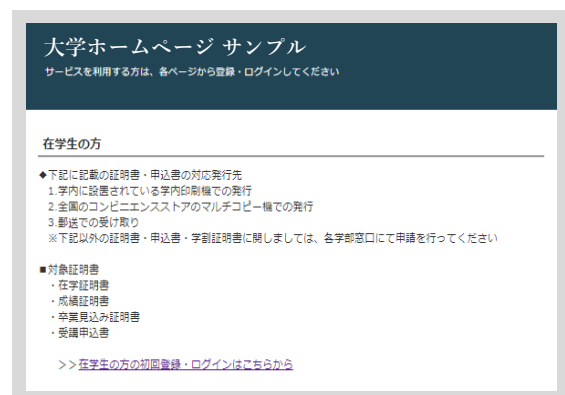 大学ホームページ サンプル
サービスを利用する方は、各ページから登録・ログインしてください
在学生の方
◆下記に記載の証明書・申込書の対応発行先
1.学内に設置されている学内印刷機での発行
2.全国のコンビニエンスストアのマルチコピー機での発行
3.郵送での受け取り
※下記以外の証明書・申込書・学割証明書に関しましては、各学部窓口にて申請を行ってください
■対象証明書
・在学証明書
・成績証明書
・卒業見込み証明書
・受講申込書
>>在学生の方の初回登録・ログインはこちらから